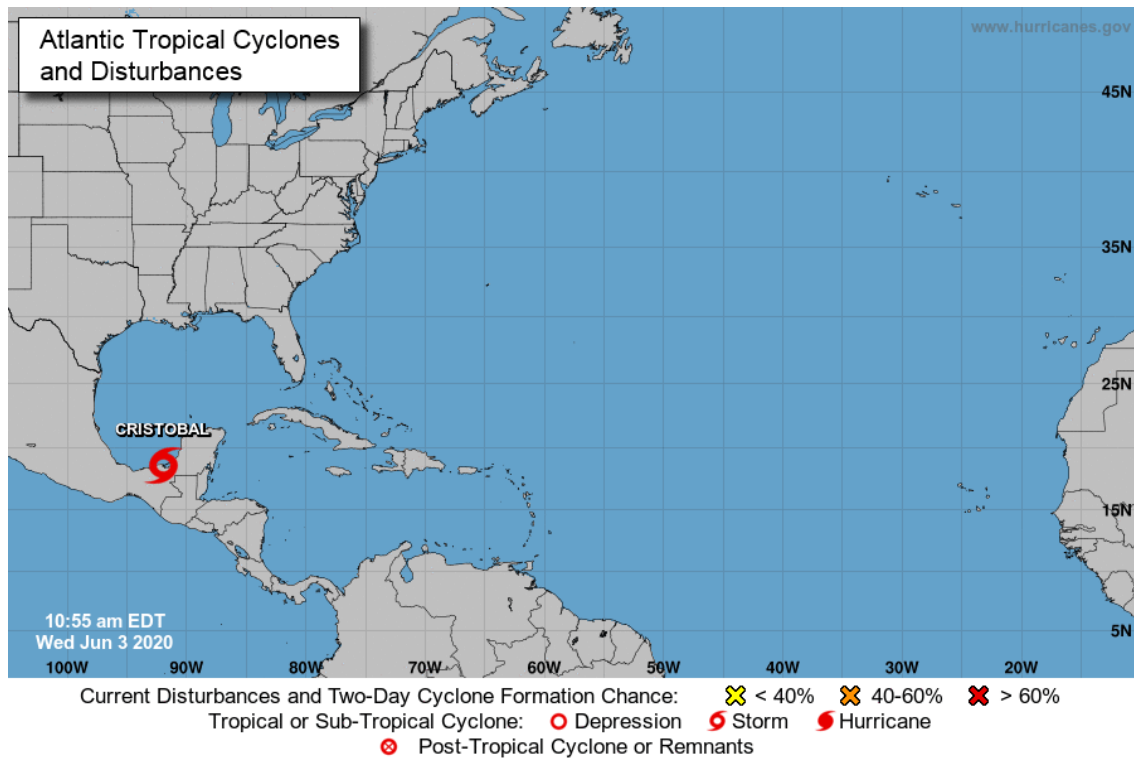 Atlantic Tropical Cyclones
and Disturbances
www.hurricanes.gov
45N
35N
25N
CRISTOBAL
15N
10:55 am EDT
Wed Jun 3 2020
5N
100W 90W 80W 70W 60W 50W 40W 30W 20W
Current Disturbances and Two-Day Cyclone Formation Chance: < 40% 40-60% > 60%
Tropical or Sub-Tropical Cyclone: Depression Storm Hurricane
Post-Tropical Cyclone or Remnants